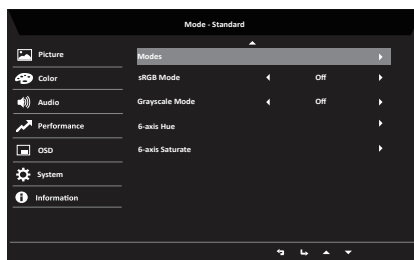 Mode - Standard
Picture
Color
Audio
Performance
OSD
System
Information
Modes
sRGB Mode Off
Grayscale Mode Off
6-axis Hue
6-axis Saturate